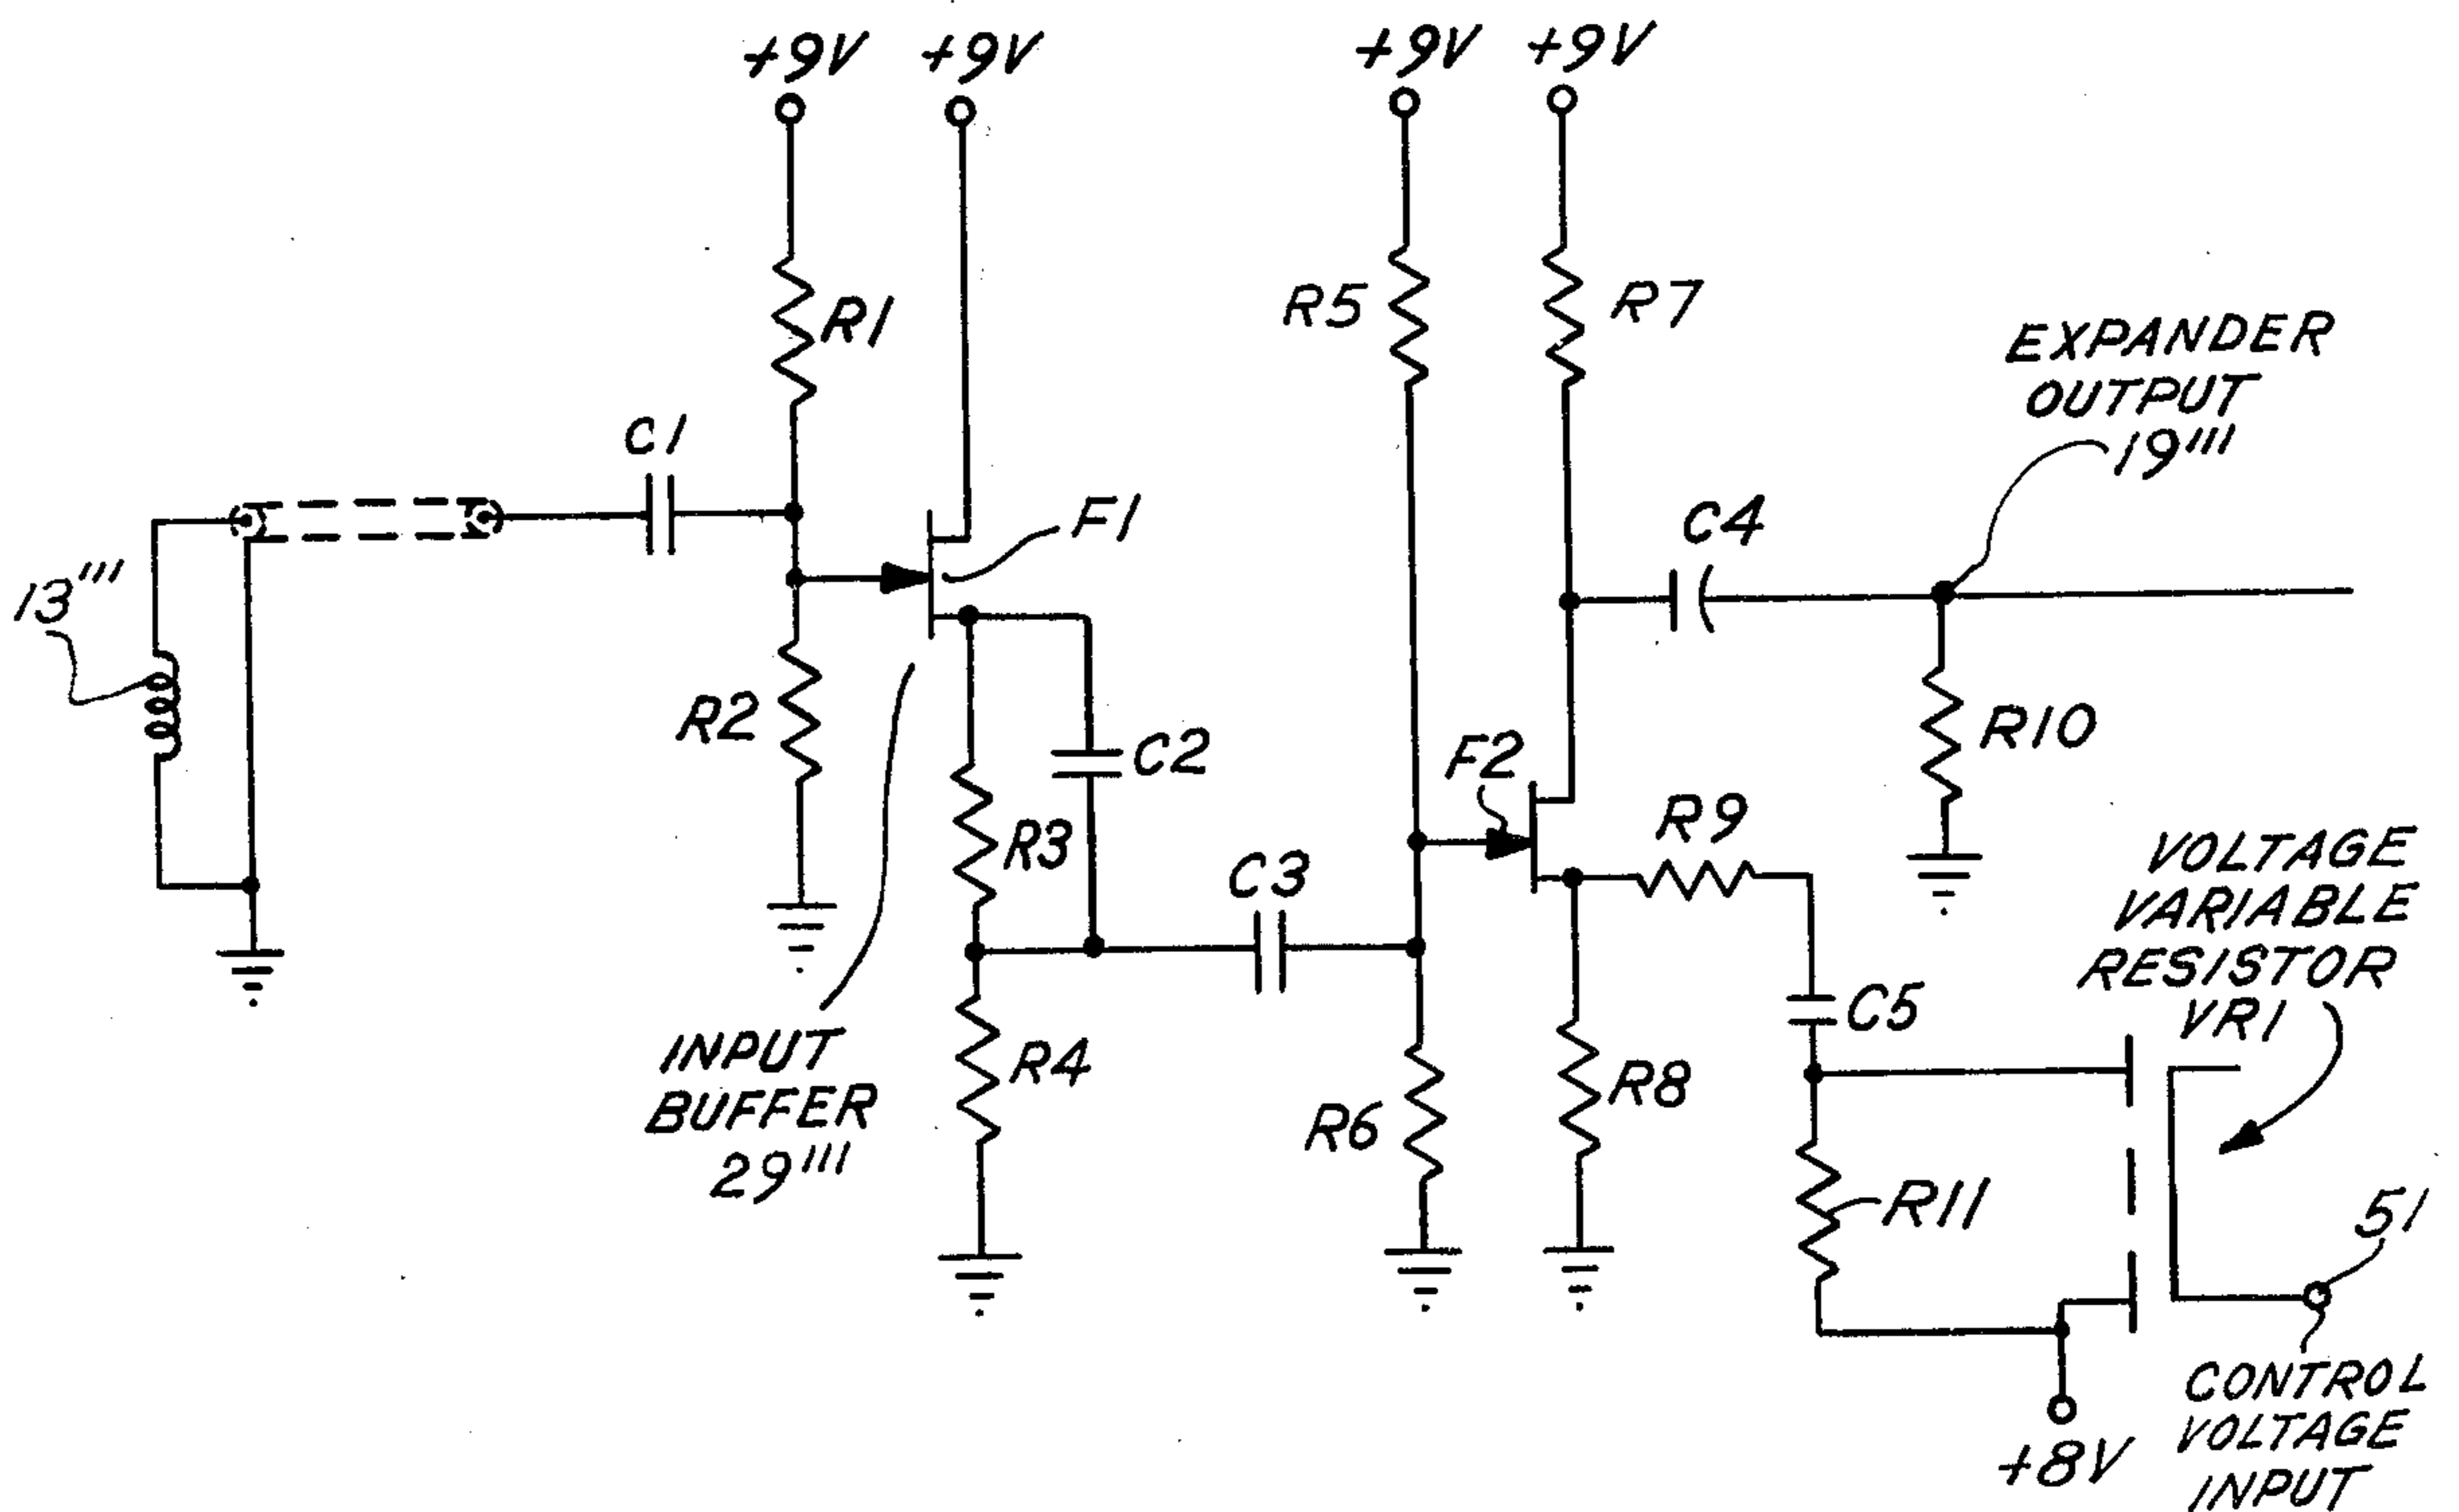 +9V
+9V
+9V
+9V
R1
R5
R7
EXPANDER
OUTPUT
19'''
C1
F1
C4
13'''
R2
C2
F2
R9
R10
R3
C3
VOLTAGE
VARIABLE
RESISTOR
VR1
INPUT
BUFFER
29'''
R4
R6
R8
C5
R11
51
+8V
CONTROL
VOLTAGE
INPUT